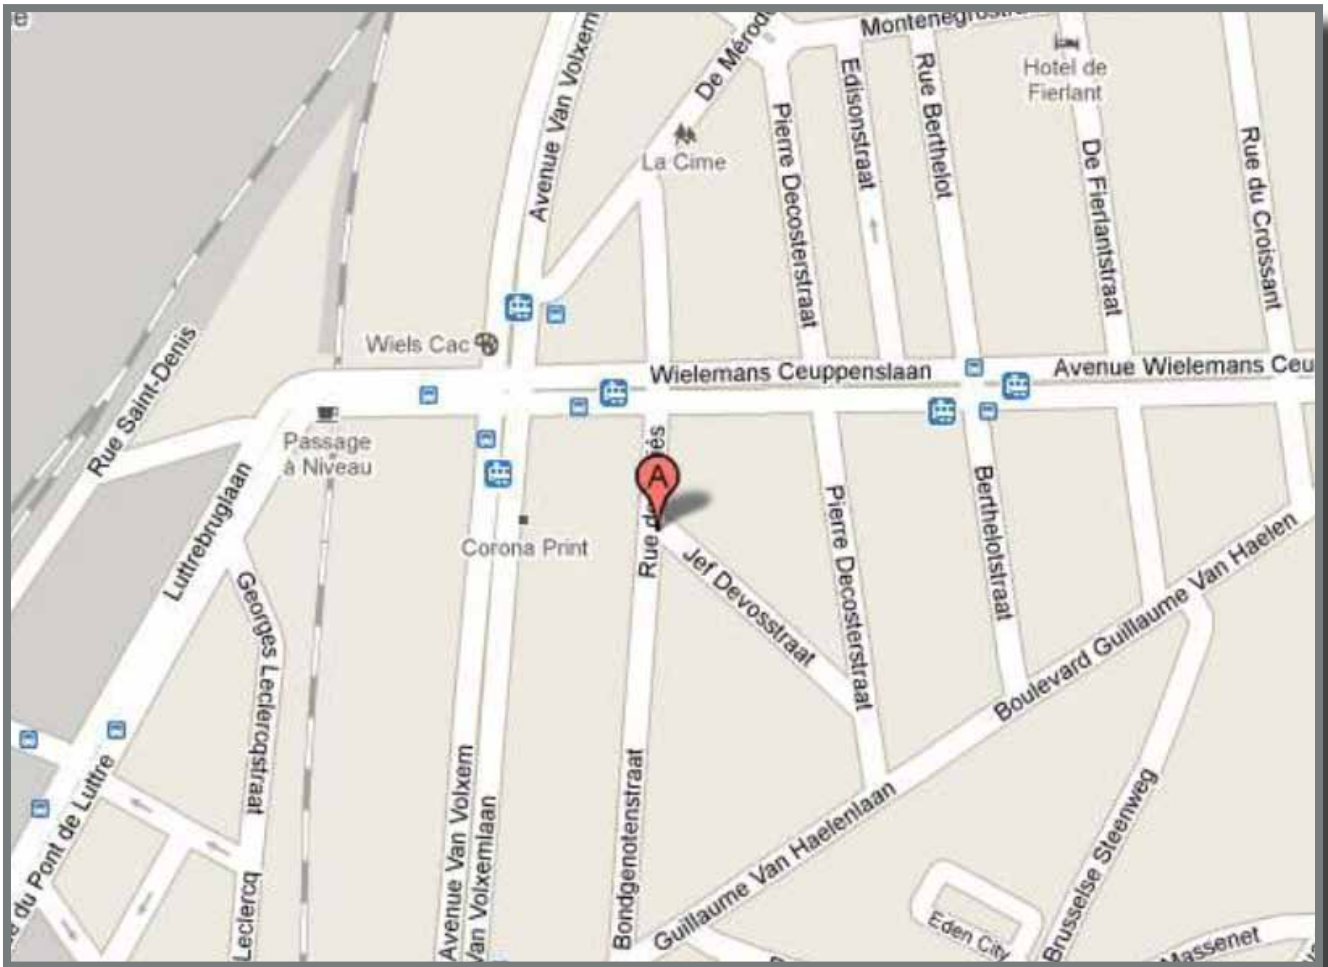 e
Montenegrostr
Avenue Van Volxem
De Mérode
Edisonstraat
Rue Berthelot
Hotel de
Fierlant
Pierre Decosterstraat
La Cime
De Fierlantstraat
Rue du Croissant
Rue Saint-Denis
Wiels Cac
Wielemans Ceuppenslaan
Avenue Wielemans Ceu
Passage
à Niveau
A
Rue d
és
Luttrebruglaan
Corona Print
Jef Devosstraat
Pierre Decosterstraat
Berthelotstraat
Boulevard Guillaume Van Haelen
Georges Leclercqstraat
e du Pont de Luttre
Leclercq
Avenue Van Volxem
Van Volxemlaan
Bondgenotenstraat
Guillaume Van Haelenlaan
Brusselse Steenweg
Eden City
Massenet